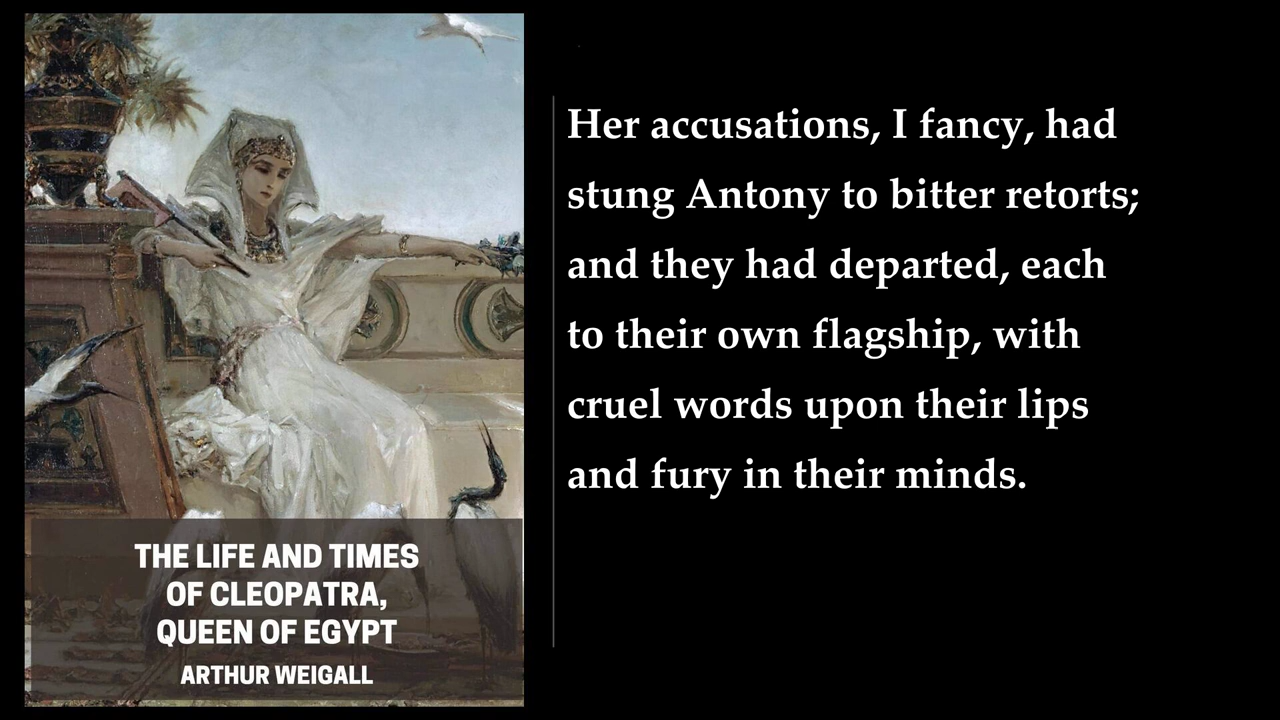 Her accusations, I fancy, had
stung Antony to bitter retorts;
and they had departed, each
to their own flagship, with
cruel words upon their lips
and fury in their minds.
THE LIFE AND TIMES
OF CLEOPATRA,
QUEEN OF EGYPT
ARTHUR WEIGALL